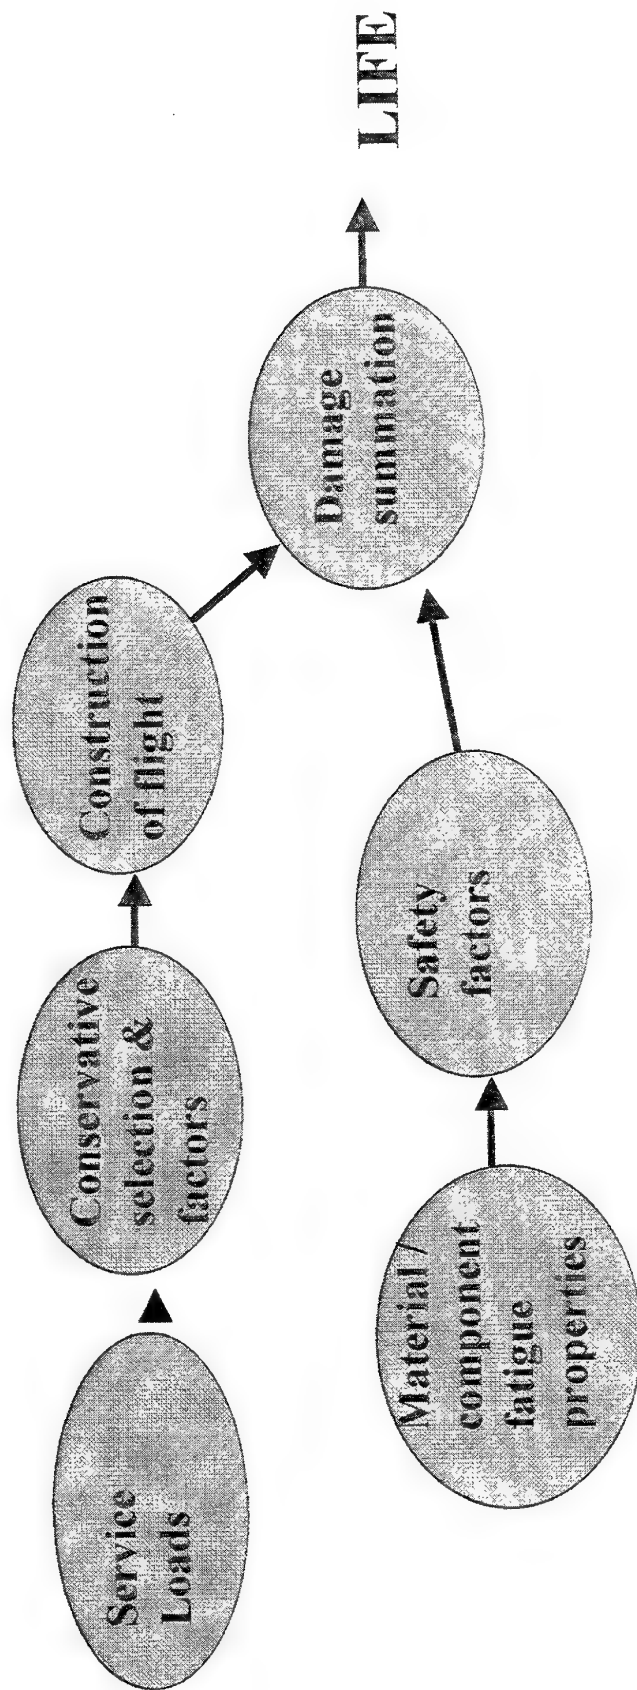 Service
Loads
Conservative
selection &
factors
Construction
of flight
Material /
component
fatigue
properties
Safety
factors
Damage
summation
LIFE